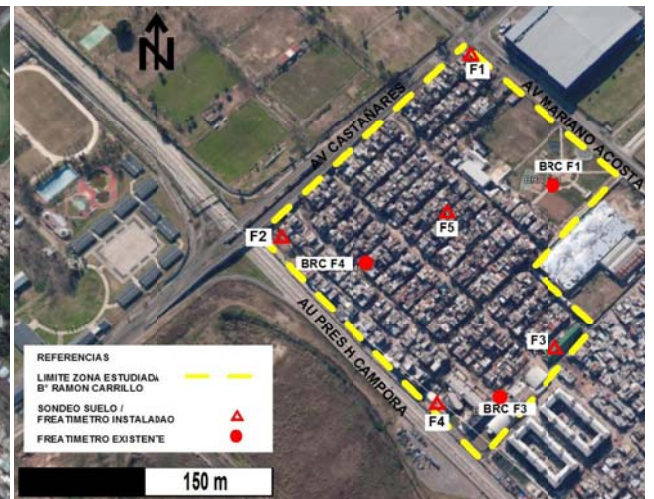 N
F1
AV CASTAÑARES
AV MARIANO ACOSTA
BRC F1
F5
F2
BRC F4
AU PRES H CAMPORA
F3
F4
BRC F3
REFERENCIAS
LIMITE ZONA ESTUDIADA
B° RAMON CARRILLO
SONDEO SUELO /
FREATIMETRO INSTALADAO
FREATIMETRO EXISTENTE
150 m